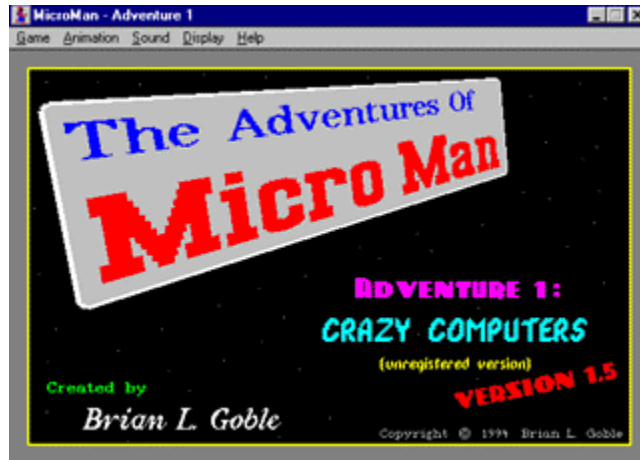 MicroMan - Adventure 1
Game Animation Sound Display Help
The Adventures Of
Micro Man
ADVENTURE 1:
CRAZY COMPUTERS
(unregistered version)
VERSION 1.5
Created by
Brian L. Goble
Copyright © 1994 Brian L. Goble